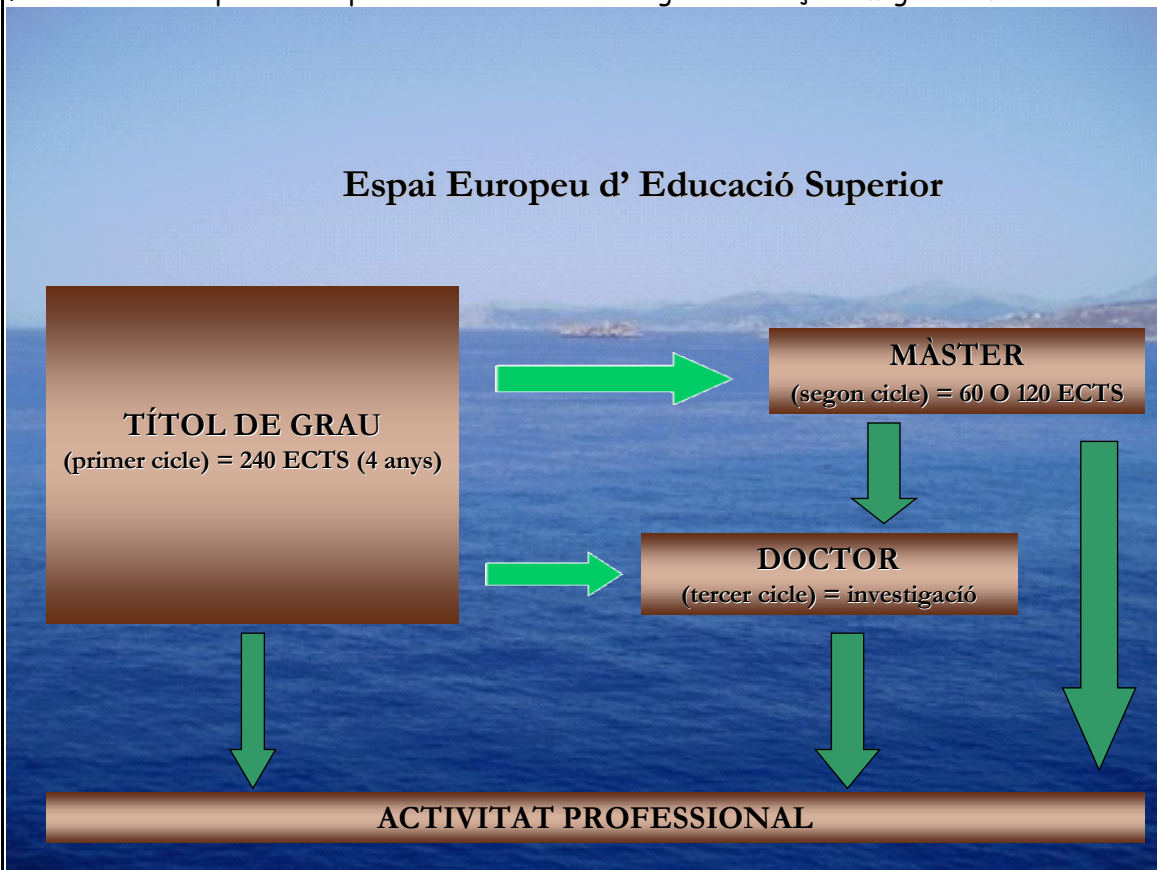 Espai Europeu d' Educació Superior
TÍTOL DE GRAU
(primer cicle) = 240 ECTS (4 anys)
MÀSTER
(segon cicle) = 60 O 120 ECTS
DOCTOR
(tercer cicle) = investigacíó
ACTIVITAT PROFESSIONAL